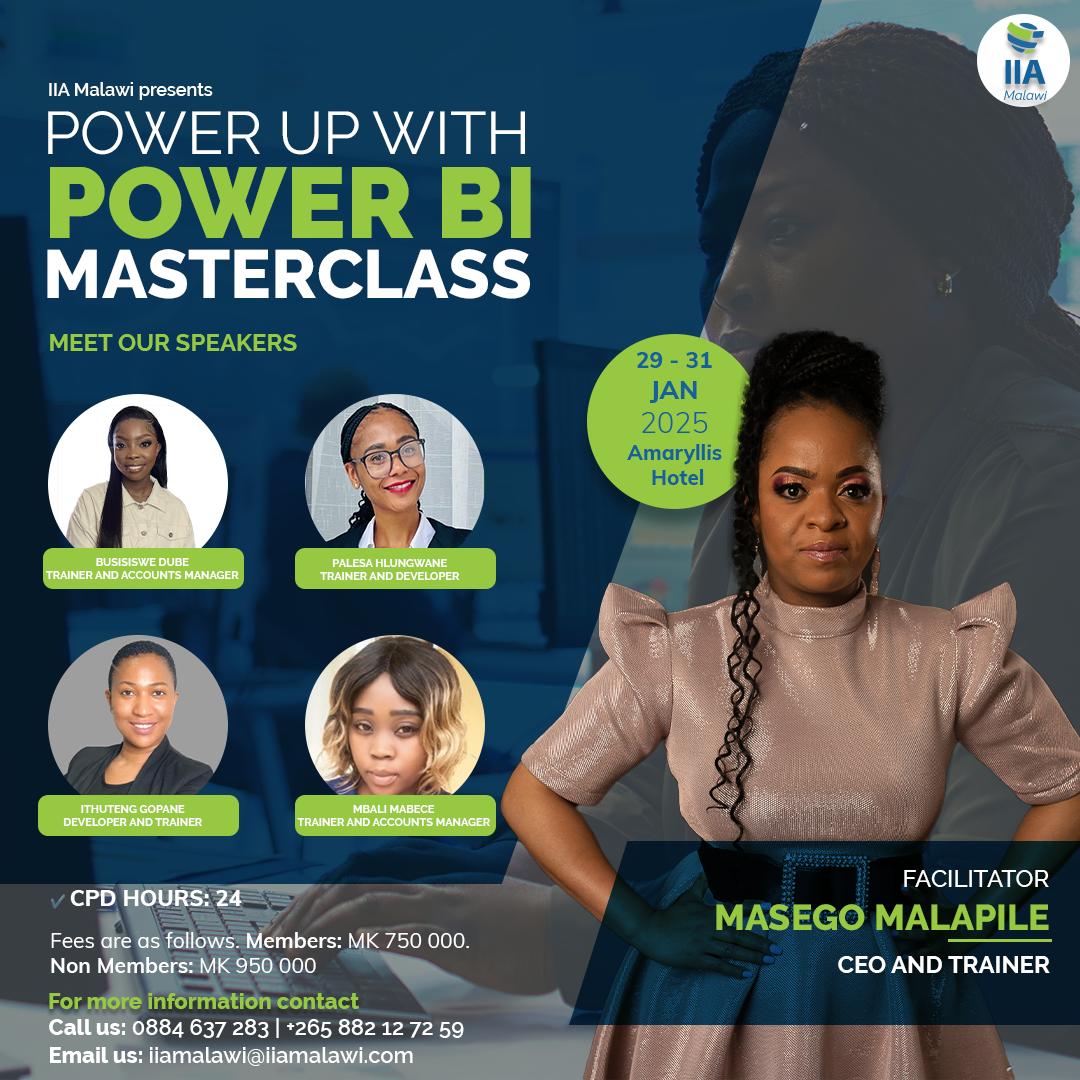 IIA
Malawi
IIA Malawi presents
POWER UP WITH
POWER BI
MASTERCLASS
MEET OUR SPEAKERS
29 - 31
JAN
2025
Amaryllis
Hotel
BUSISISWE DUBE
TRAINER AND ACCOUNTS MANAGER
PALESA HLUNGWANE
TRAINER AND DEVELOPER
ITHUTENG GOPANE
DEVELOPER AND TRAINER
MBALI MABECE
TRAINER AND ACCOUNTS MANAGER
FACILITATOR
MASEGO MALAPILE
CEO AND TRAINER
✓ CPD HOURS: 24
Fees are as follows. Members: MK 750 000.
Non Members: MK 950 000
For more information contact
Call us: 0884 637 283 | +265 882 12 72 59
Email us: iiamalawi@iiamalawi.com